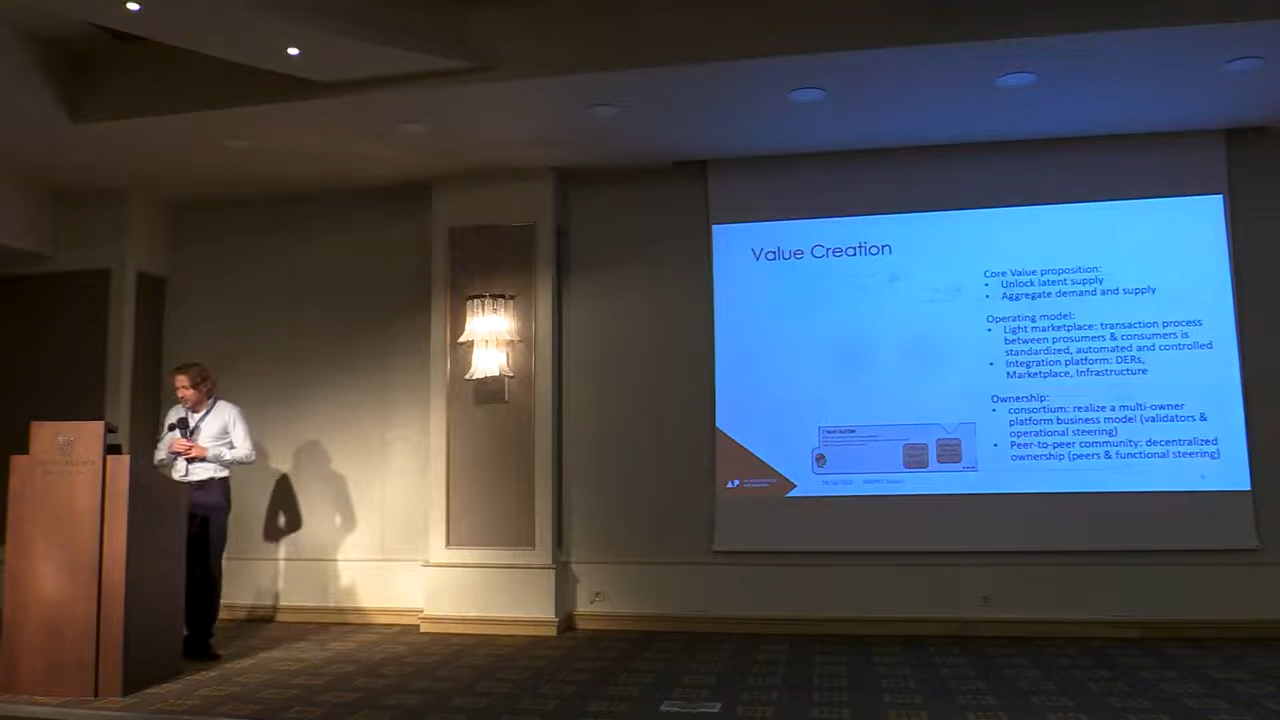 Value Creation
Core Value proposition:
• Unlock latent supply
• Aggregate demand and supply
Operating model:
• Light marketplace: transaction process
between prosumers & consumers is
standardized, automated and controlled
• Integration platform: DERs,
Marketplace, Infrastructure
Ownership:
• consortium: realize a multi-owner
platform business model (validators &
operational steering)
• Peer-to-peer community: decentralized
ownership (peers & functional steering)
AP